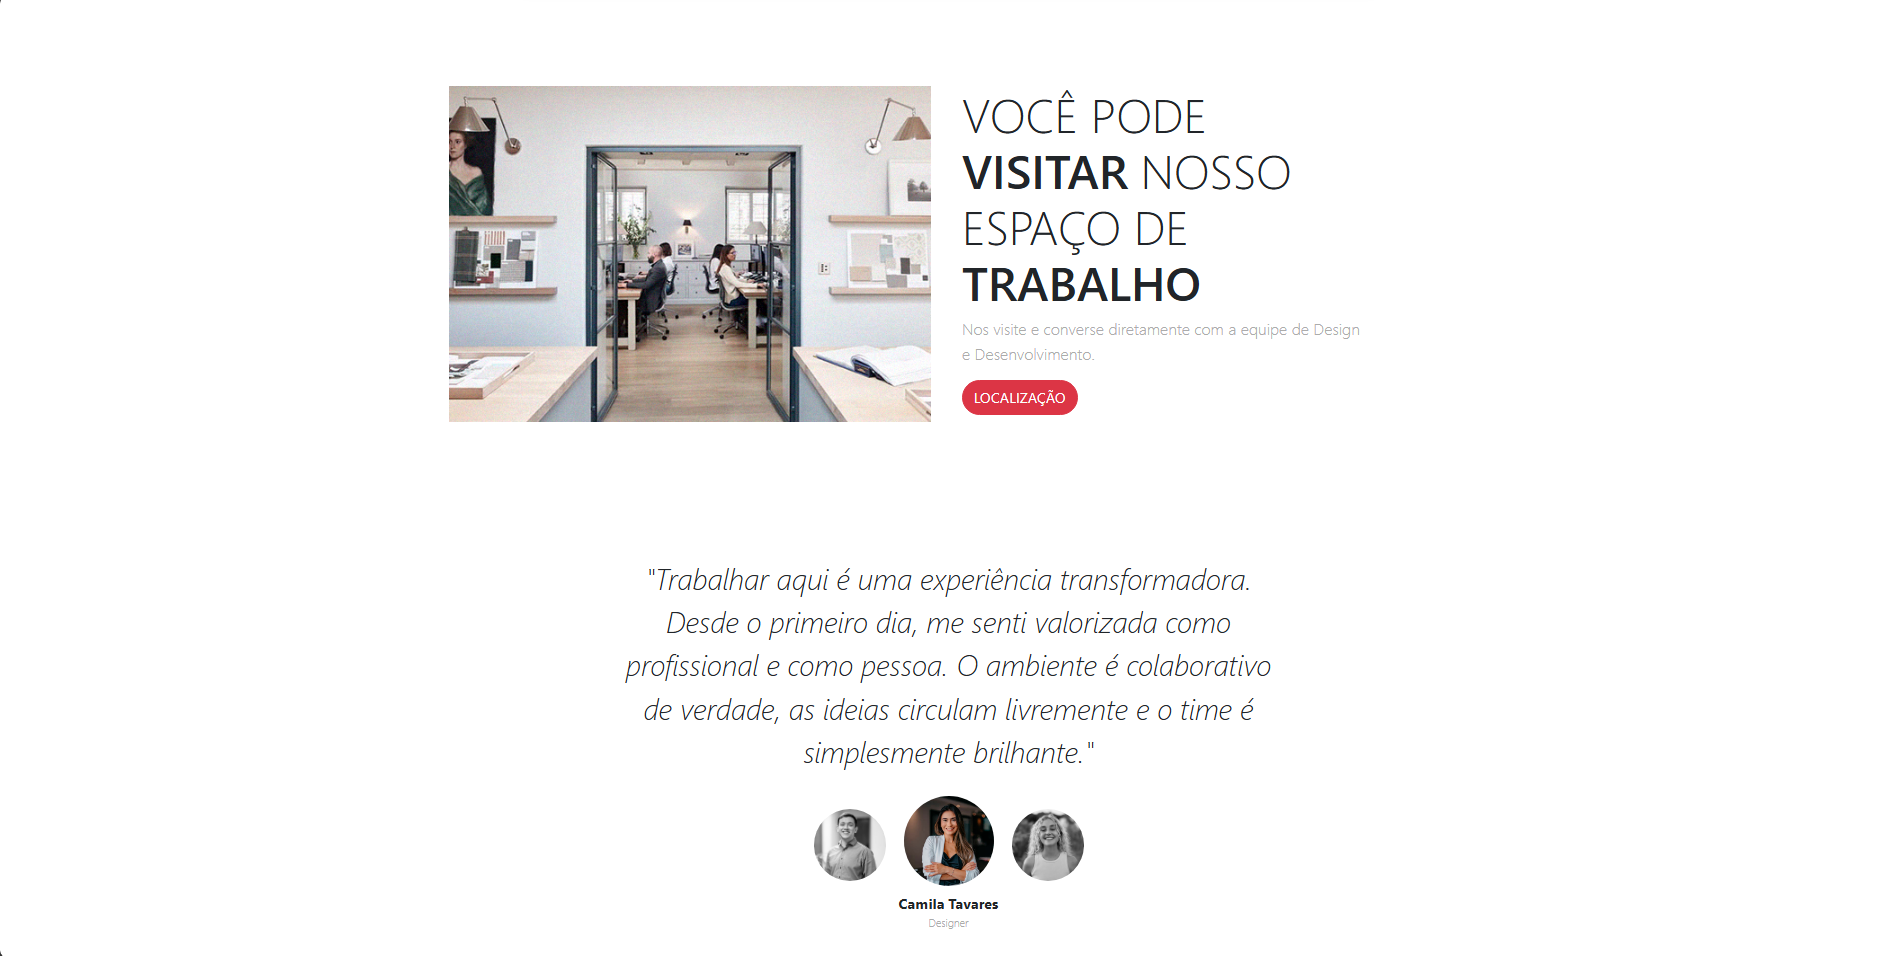 VOCÊ PODE
VISITAR NOSSO
ESPAÇO DE
TRABALHO
Nos visite e converse diretamente com a equipe de Design
e Desenvolvimento.
LOCALIZAÇÃO
"Trabalhar aqui é uma experiência transformadora.
Desde o primeiro dia, me senti valorizada como
profissional e como pessoa. O ambiente é colaborativo
de verdade, as ideias circulam livremente e o time é
simplesmente brilhante."
Camila Tavares
Designer